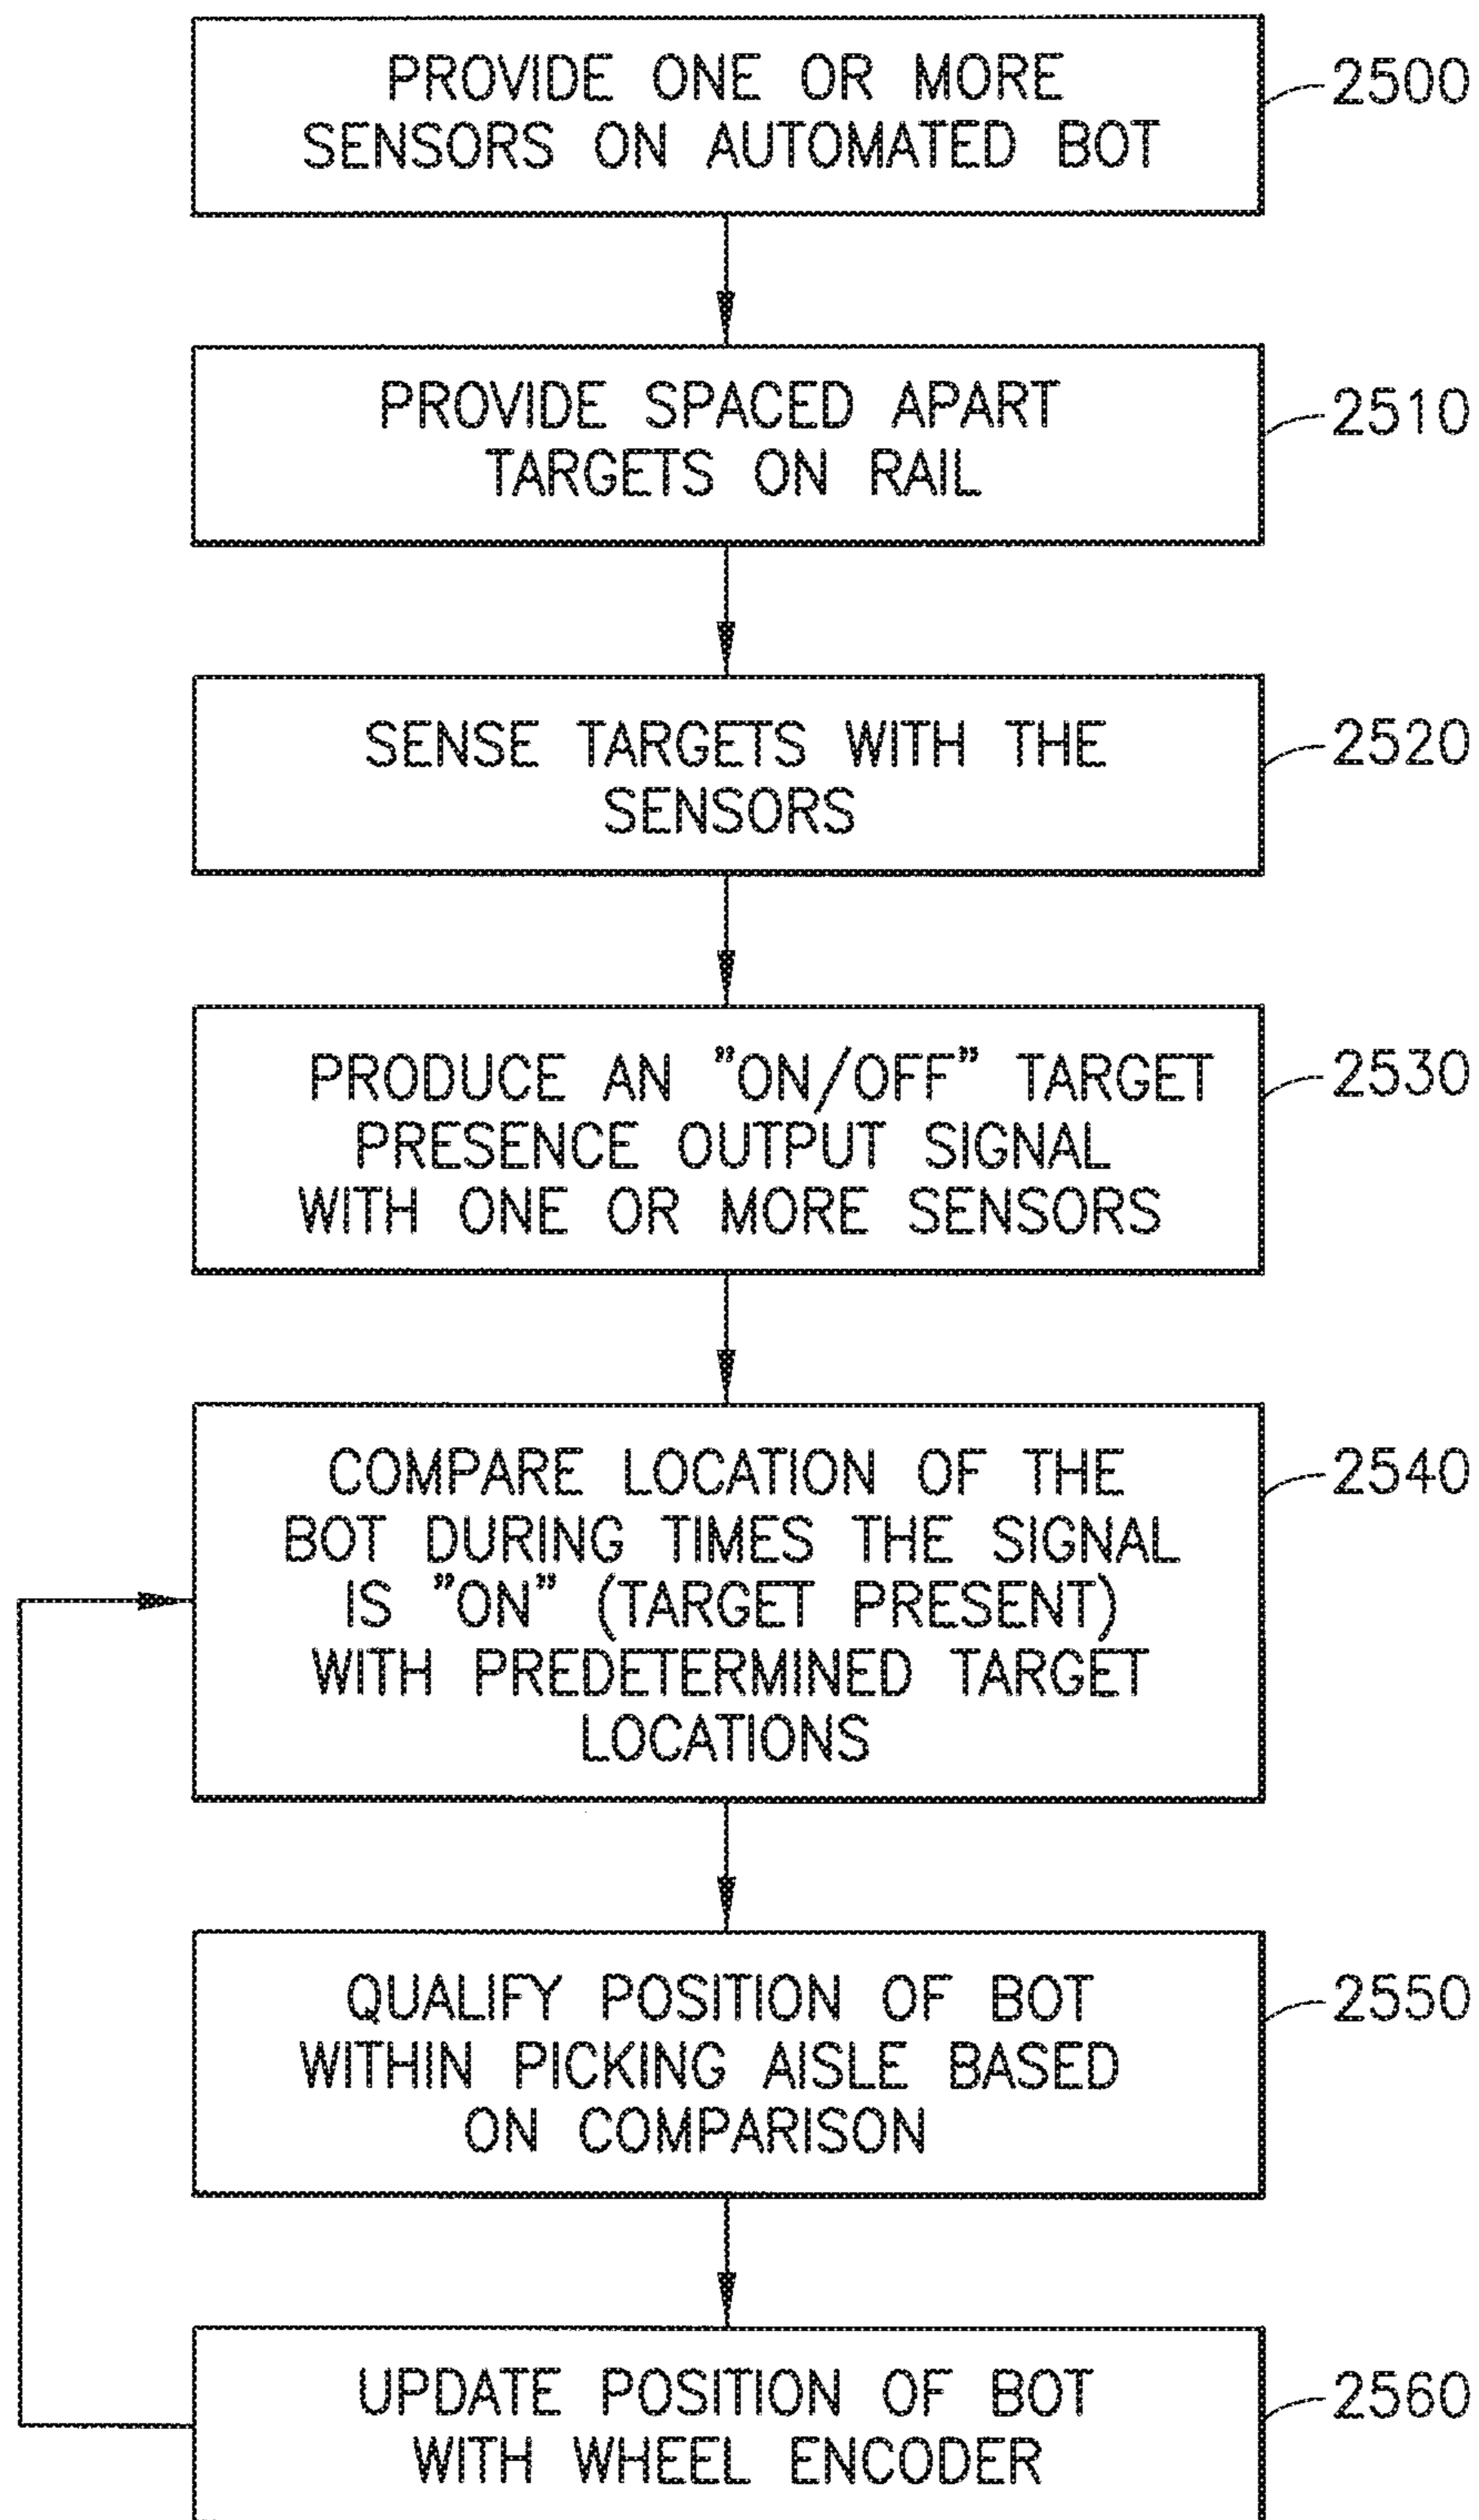 PROVIDE ONE OR MORE
SENSORS ON AUTOMATED BOT
2500
PROVIDE SPACED APART
TARGETS ON RAIL
2510
SENSE TARGETS WITH THE
SENSORS
2520
PRODUCE AN "ON/OFF" TARGET
PRESENCE OUTPUT SIGNAL
WITH ONE OR MORE SENSORS
2530
COMPARE LOCATION OF THE
BOT DURING TIMES THE SIGNAL
IS "ON" (TARGET PRESENT)
WITH PREDETERMINED TARGET
LOCATIONS
2540
QUALIFY POSITION OF BOT
WITHIN PICKING AISLE BASED
ON COMPARISON
2550
UPDATE POSITION OF BOT
WITH WHEEL ENCODER
2560